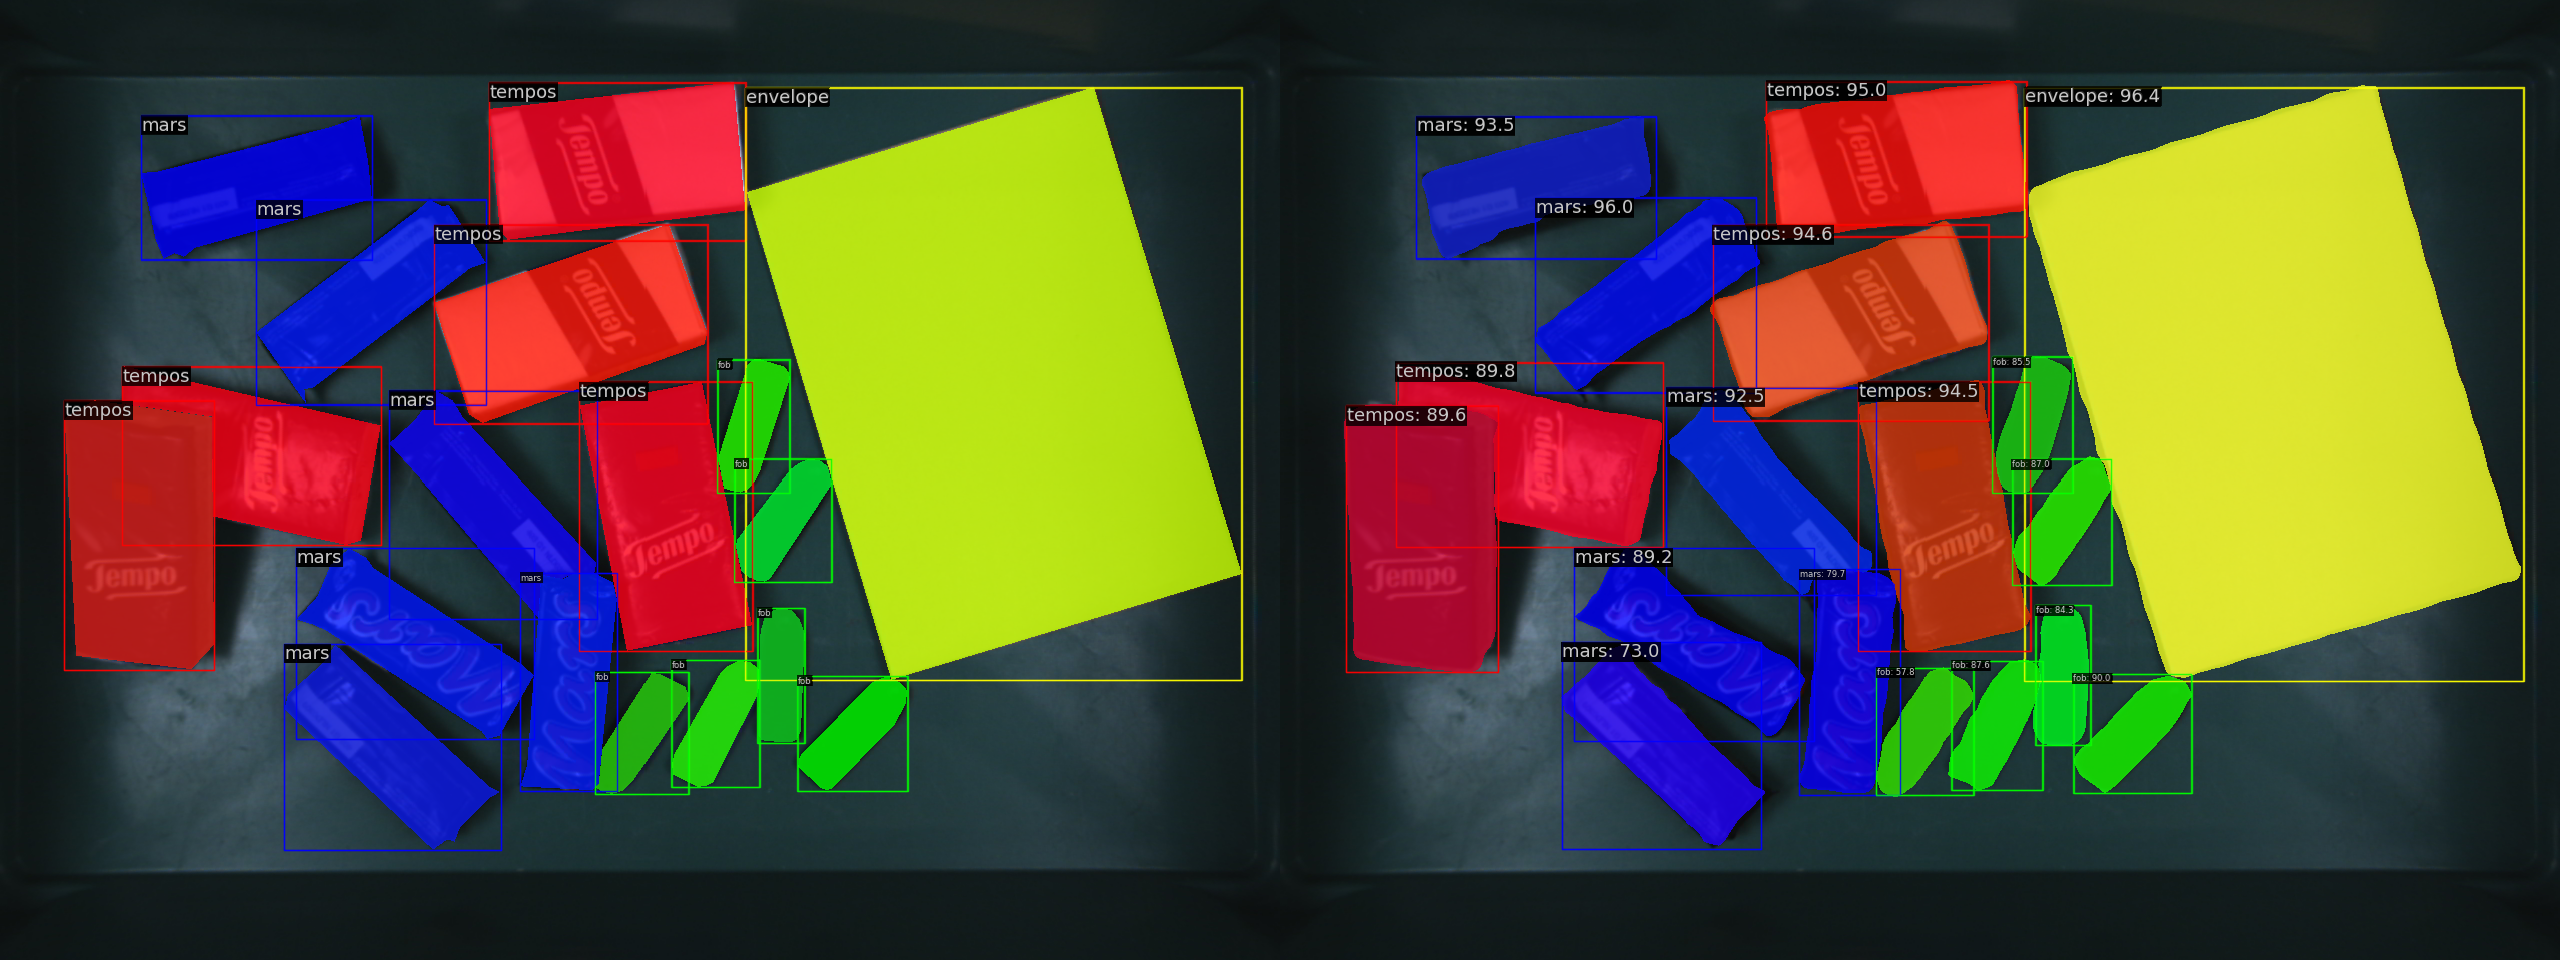 tempos
envelope
mars
Tempo
mars
tempos
Tempo
fob
tempos
tempos
mars
tempos
Tempo
fob
Tempo
Tempo
mars
mars
Mars
fob
mars
fob
fob
fob
Mars
tempos: 95.0
envelope: 96.4
mars: 93.5
Tempo
mars: 96.0
tempos: 94.6
Tempo
fob: 85.5
tempos: 89.8
tempos: 94.5
mars: 92.5
tempos: 89.6
Tempo
fob: 87.0
Tempo
Tempo
mars: 89.2
mars: 79.7
Mars
fob: 84.3
mars: 73.0
fob: 57.8
fob: 87.6
fob: 90.0
Mars